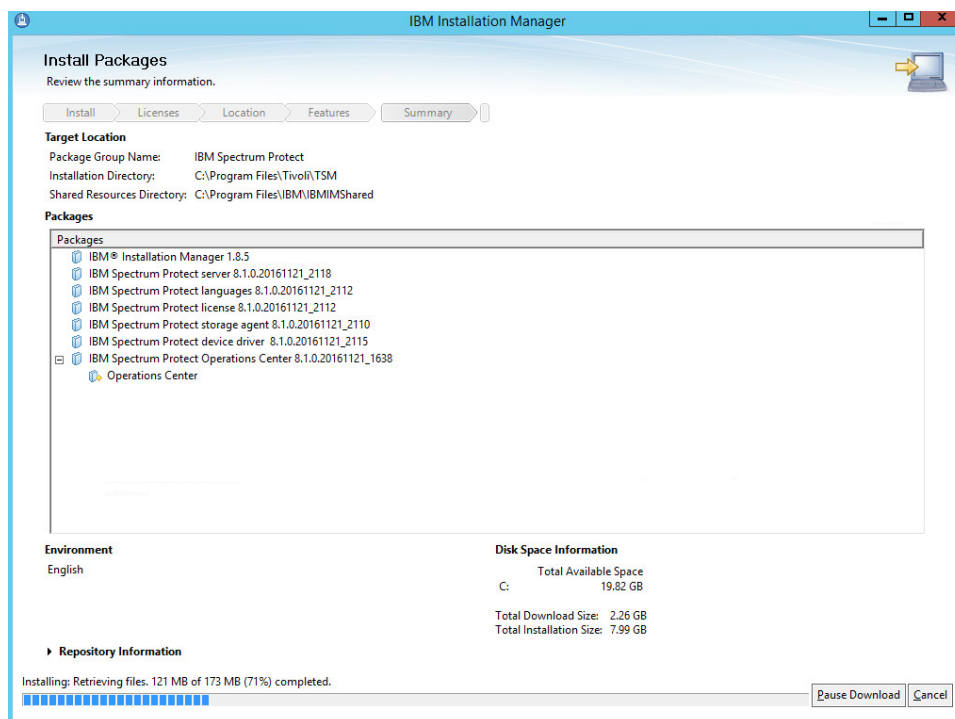 IBM Installation Manager
Install Packages
Review the summary information.
Install Licenses Location Features Summary
Target Location
Package Group Name: IBM Spectrum Protect
Installation Directory: C:\Program Files\Tivoli\TSM
Shared Resources Directory: C:\Program Files\IBM\IBMIMShared
Packages
Packages
IBM® Installation Manager 1.8.5
IBM Spectrum Protect server 8.1.0.20161121_2118
IBM Spectrum Protect languages 8.1.0.20161121_2112
IBM Spectrum Protect license 8.1.0.20161121_2112
IBM Spectrum Protect storage agent 8.1.0.20161121_2110
IBM Spectrum Protect device driver 8.1.0.20161121_2115
IBM Spectrum Protect Operations Center 8.1.0.20161121_1638
Operations Center
Environment
English
Disk Space Information
Total Available Space
C: 19.82 GB
Total Download Size: 2.26 GB
Total Installation Size: 7.99 GB
Repository Information
Installing: Retrieving files. 121 MB of 173 MB (71%) completed.
Pause Download Cancel